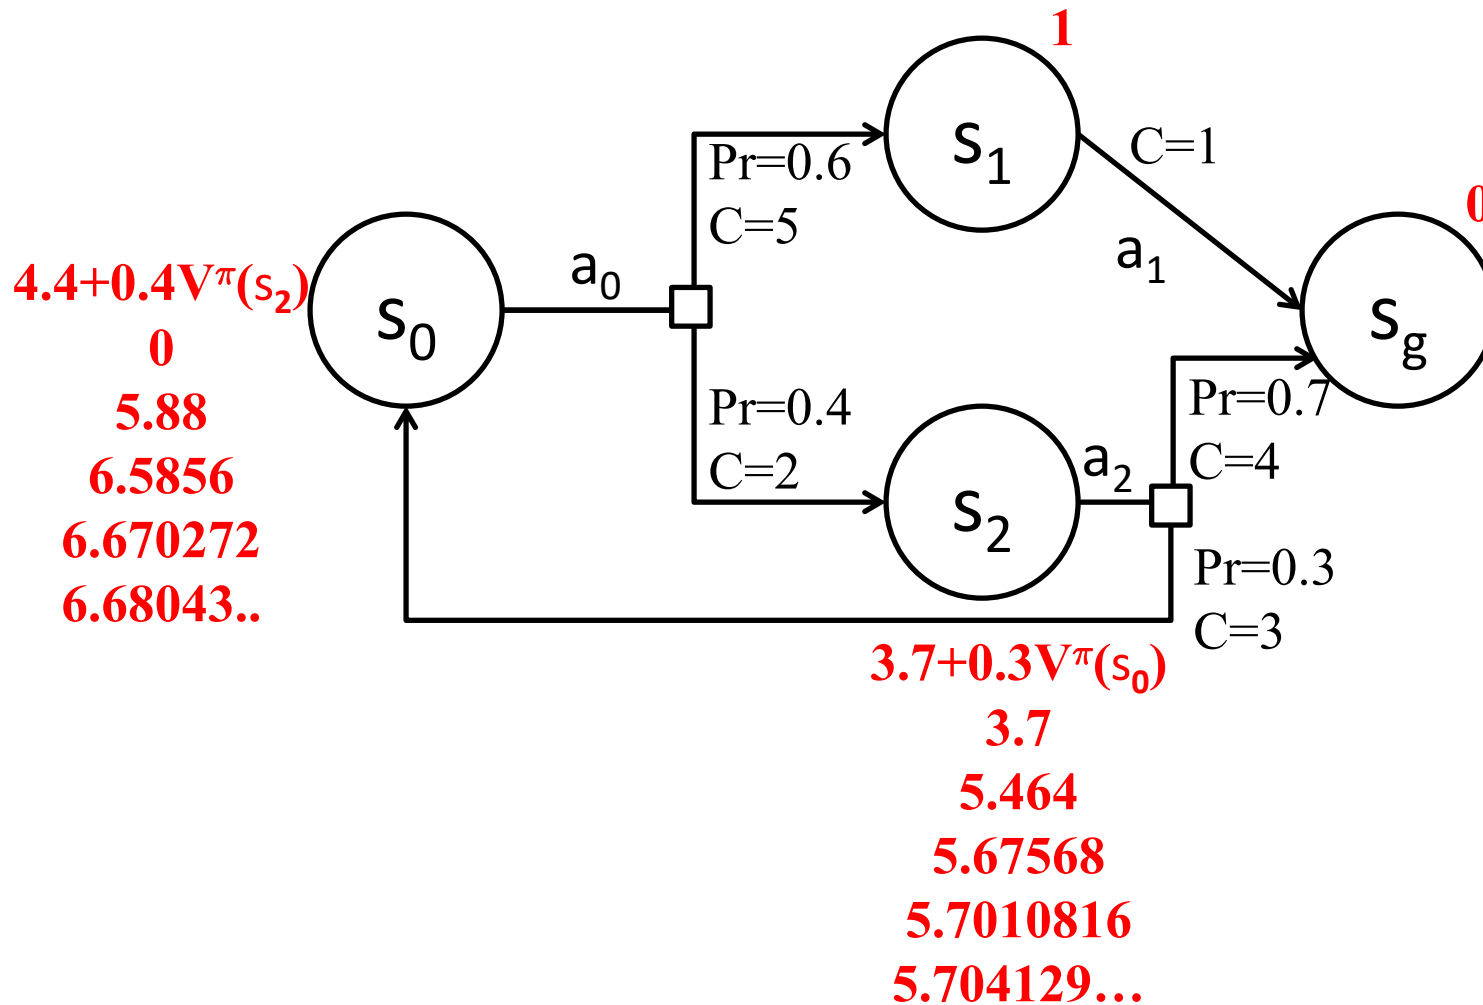 1
s1
C=1
Pr=0.6
C=5
a1
0
sg
a0
4.4+0.4Vπ(s2)
0
5.88
6.5856
6.670272
6.68043..
s0
Pr=0.4
C=2
s2
a2
Pr=0.7
C=4
Pr=0.3
C=3
3.7+0.3Vπ(s0)
3.7
5.464
5.67568
5.7010816
5.704129…